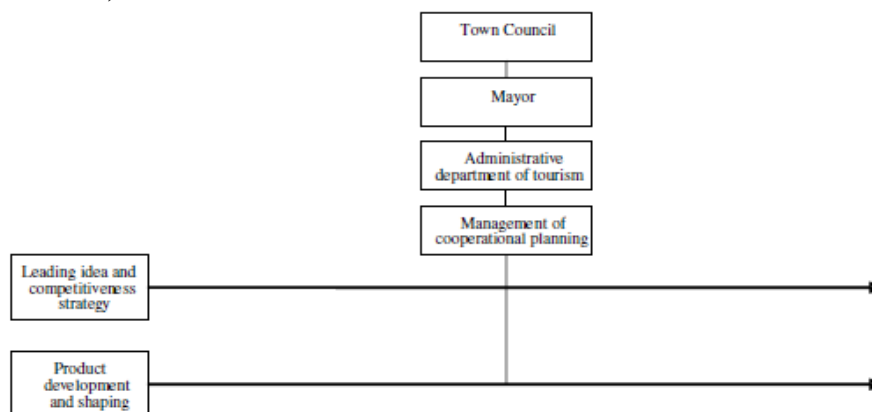 Town Council
Mayor
Administrative
department of tourism
Management of
cooperational planning
Leading idea and
competitiveness
strategy
Product
development
and shaping